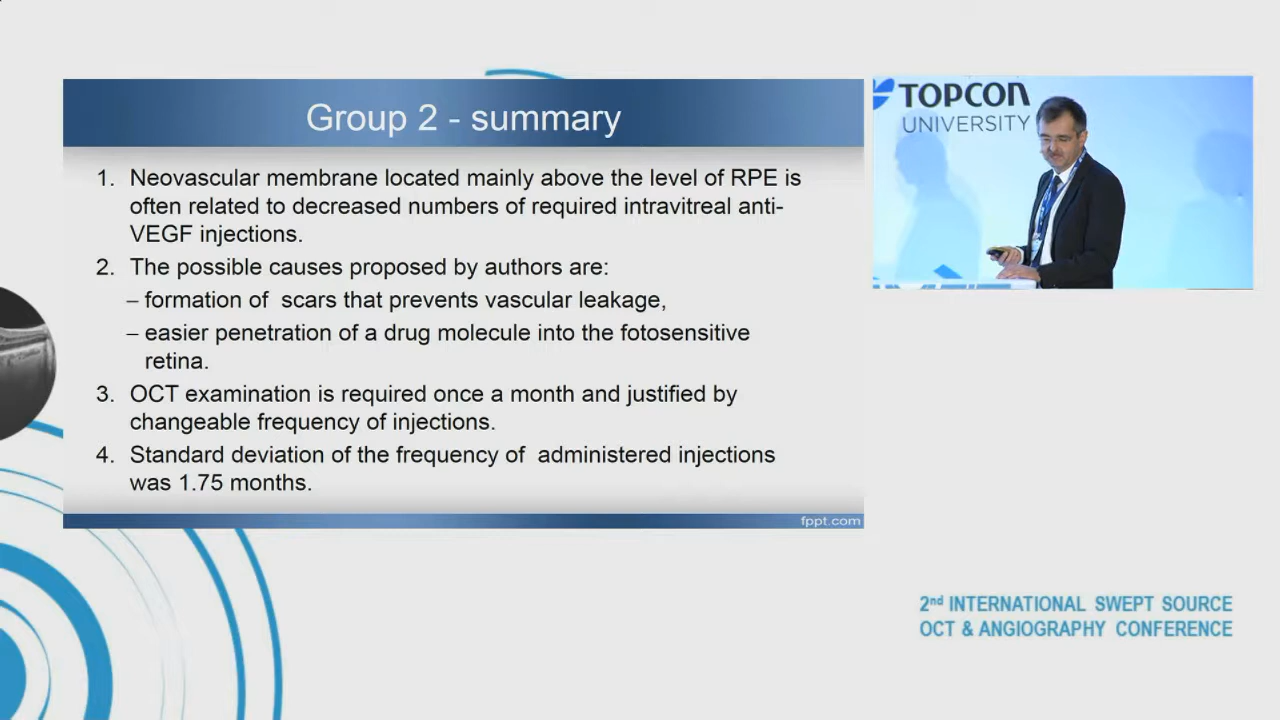 Group 2 - summary
1. Neovascular membrane located mainly above the level of RPE is
often related to decreased numbers of required intravitreal anti-
VEGF injections.
2. The possible causes proposed by authors are:
– formation of scars that prevents vascular leakage,
– easier penetration of a drug molecule into the fotosensitive
retina.
3. OCT examination is required once a month and justified by
changeable frequency of injections.
4. Standard deviation of the frequency of administered injections
was 1.75 months.
fppt.com
TOPCON
UNIVERSITY
2nd INTERNATIONAL SWEPT SOURCE
OCT & ANGIOGRAPHY CONFERENCE